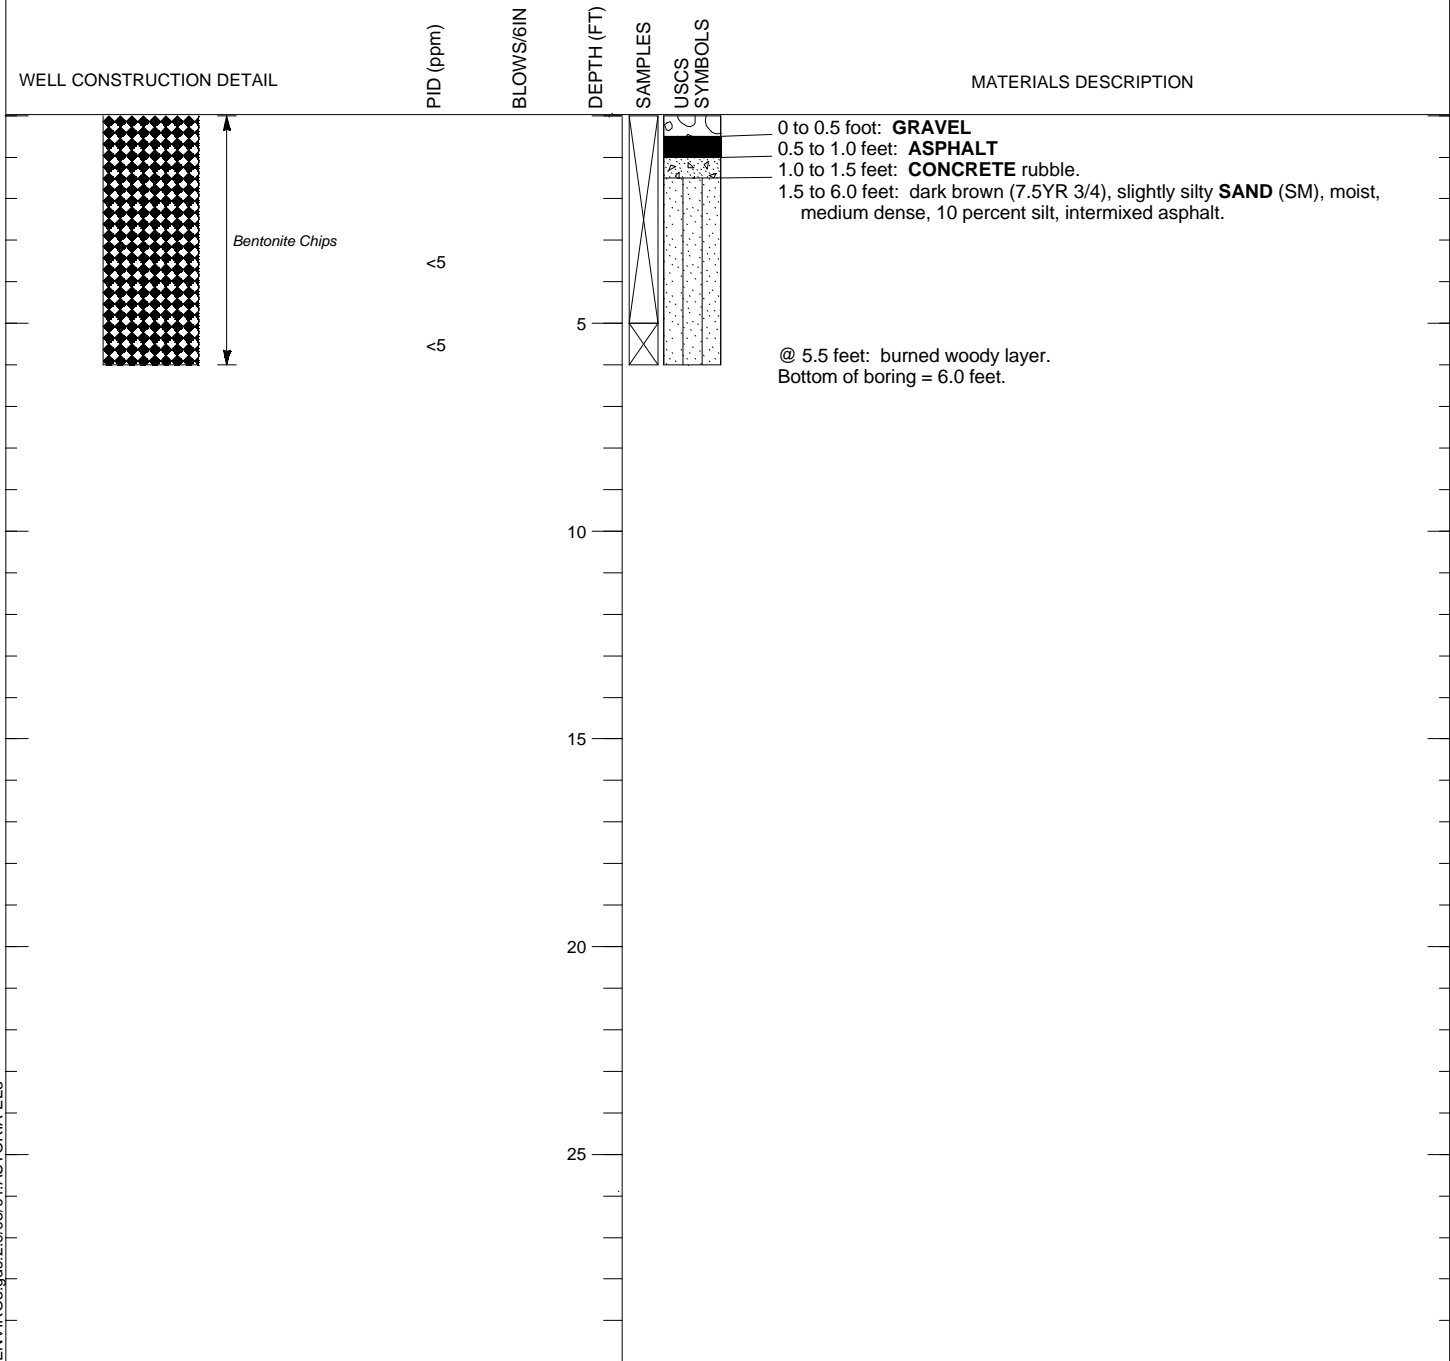 WELL CONSTRUCTION DETAIL
PID (ppm)
BLOWS/6IN
DEPTH (FT)
SAMPLES
USCS
SYMBOLS
MATERIALS DESCRIPTION
0 to 0.5 foot: GRAVEL
0.5 to 1.0 feet: ASPHALT
1.0 to 1.5 feet: CONCRETE rubble.
1.5 to 6.0 feet: dark brown (7.5YR 3/4), slightly silty SAND (SM), moist,
medium dense, 10 percent silt, intermixed asphalt.
Bentonite Chips
<5
5
<5
@ 5.5 feet: burned woody layer.
Bottom of boring = 6.0 feet.
10
15
20
25